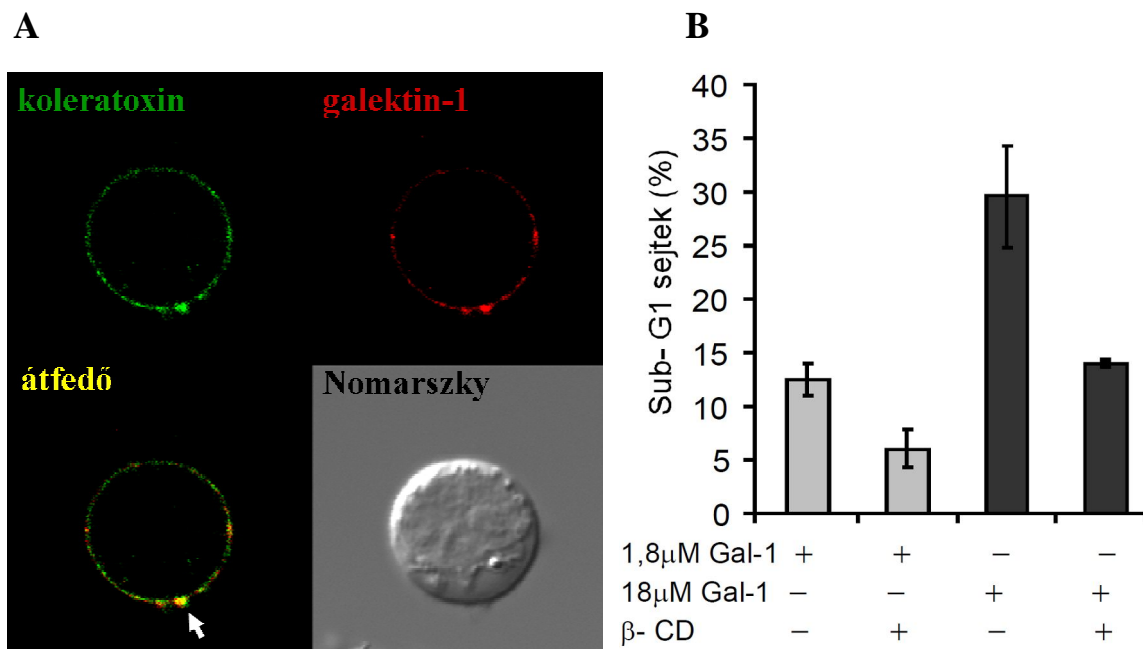 A
koleratoxin
galektin-1
átfedő
Nomarszky
B
Sub- G1 sejtek (%)
40
35
30
25
20
15
10
5
0
1,8μM Gal-1 + + − −
18μM Gal-1 − − + +
β- CD − + − +